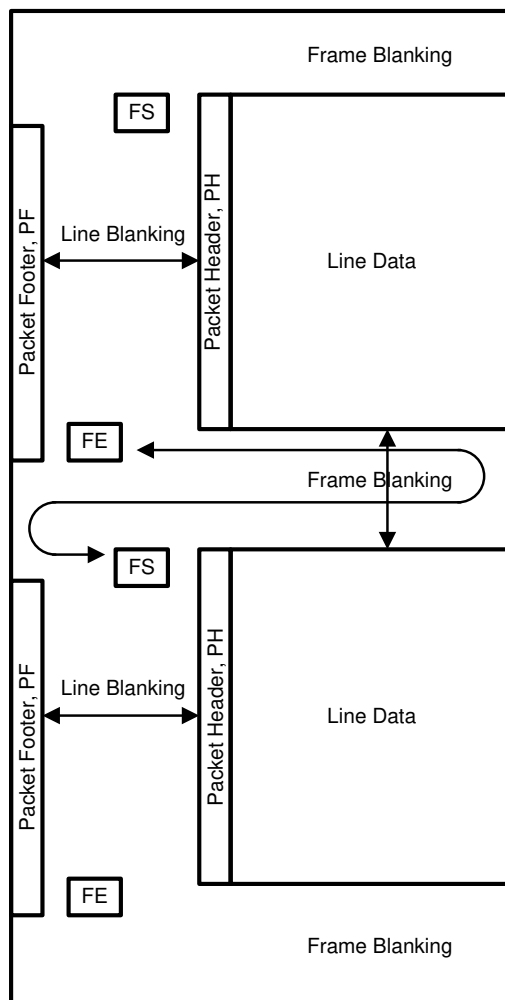 Frame Blanking
FS
Packet Footer, PF
Line Blanking
Packet Header, PH
Line Data
FE
Frame Blanking
FS
Packet Footer, PF
Line Blanking
Packet Header, PH
Line Data
FE
Frame Blanking